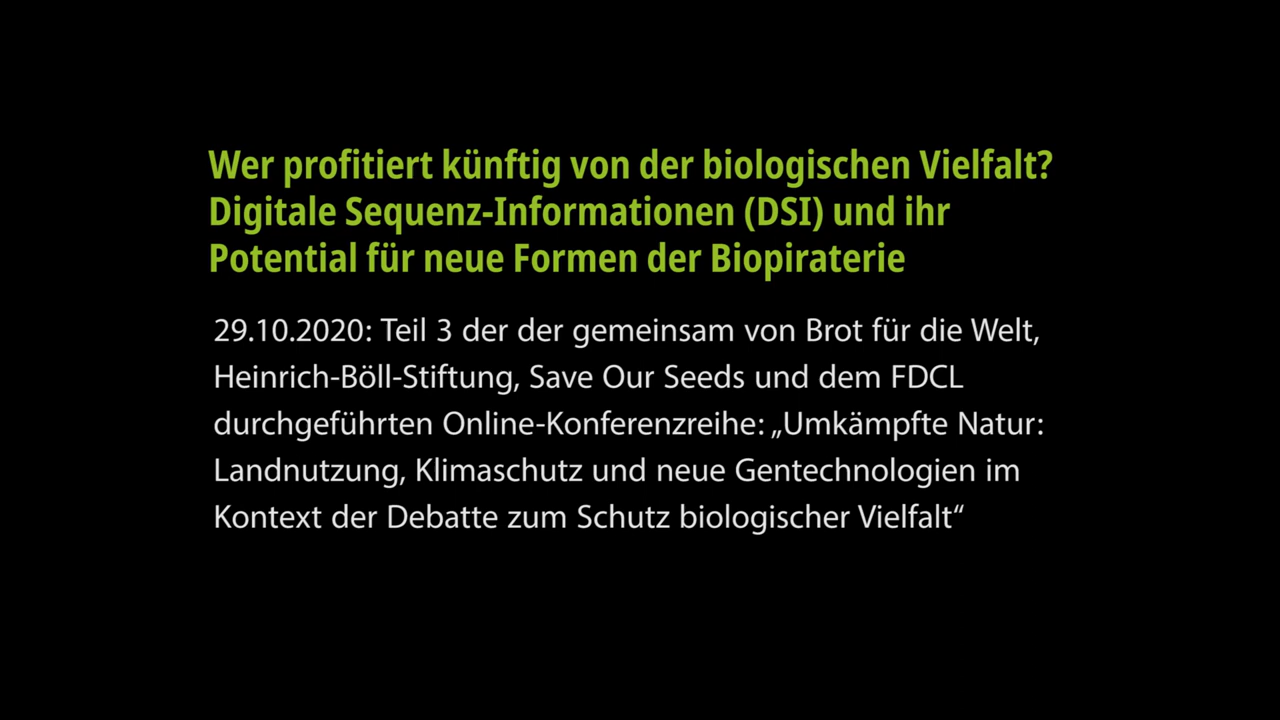 Wer profitiert künftig von der biologischen Vielfalt?
Digitale Sequenz-Informationen (DSI) und ihr
Potential für neue Formen der Biopiraterie
29.10.2020: Teil 3 der der gemeinsam von Brot für die Welt,
Heinrich-Böll-Stiftung, Save Our Seeds und dem FDCL
durchgeführten Online-Konferenzreihe: „Umkämpfte Natur:
Landnutzung, Klimaschutz und neue Gentechnologien im
Kontext der Debatte zum Schutz biologischer Vielfalt“